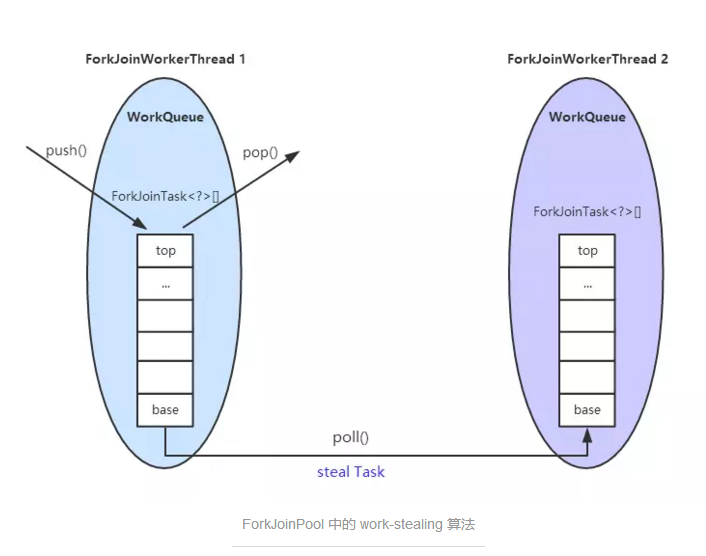 ForkJoinWorkerThread 1
ForkJoinWorkerThread 2
WorkQueue
WorkQueue
push()
pop()
ForkJoinTask<?>[]
ForkJoinTask<?>[]
top
...
base
top
...
base
poll()
steal Task
ForkJoinPool 中的 work-stealing 算法